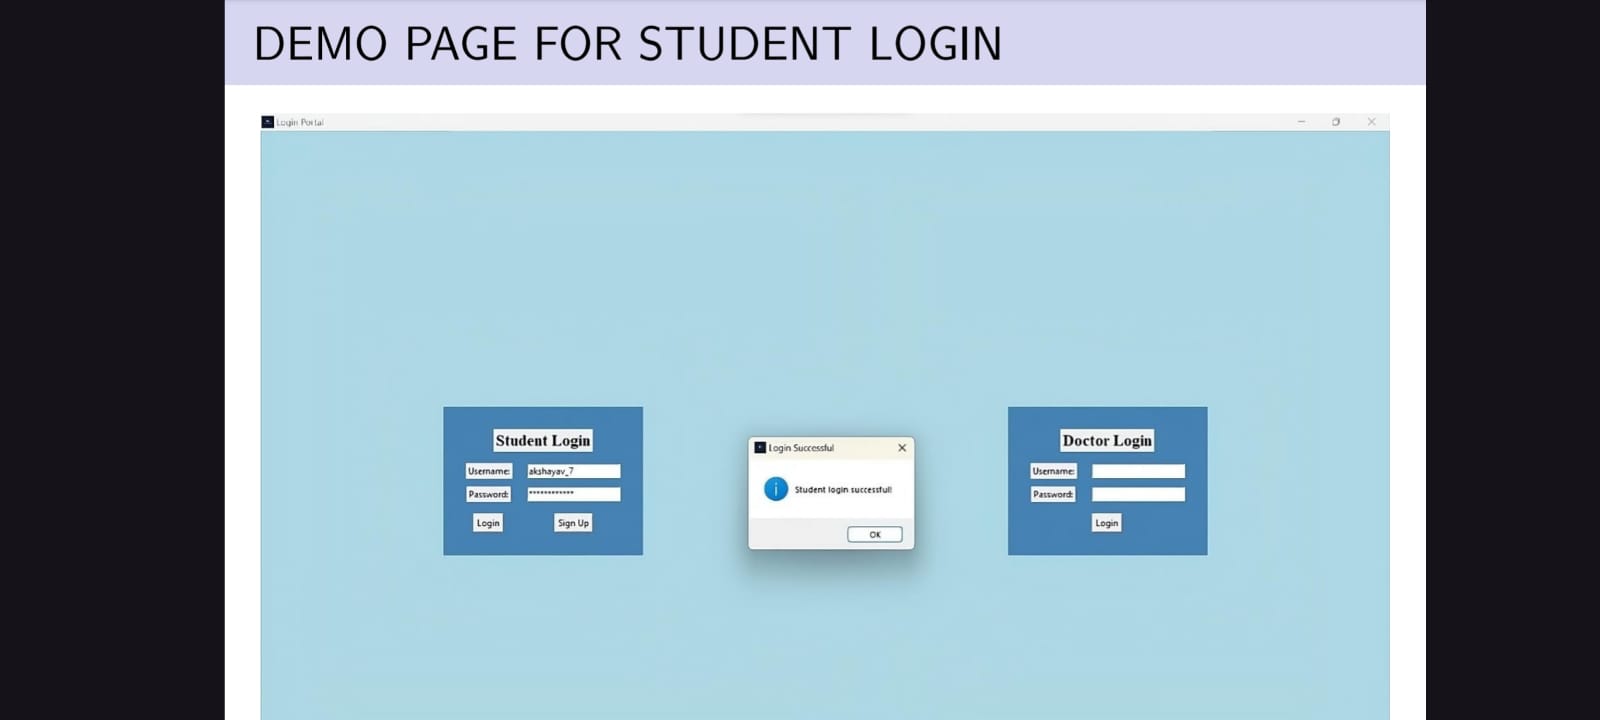 DEMO PAGE FOR STUDENT LOGIN
Login Portal
Student Login
Username: akshayav_7
Password: ************
Login Sign Up
Login Successful
Student login successful!
OK
Doctor Login
Username:
Password:
Login